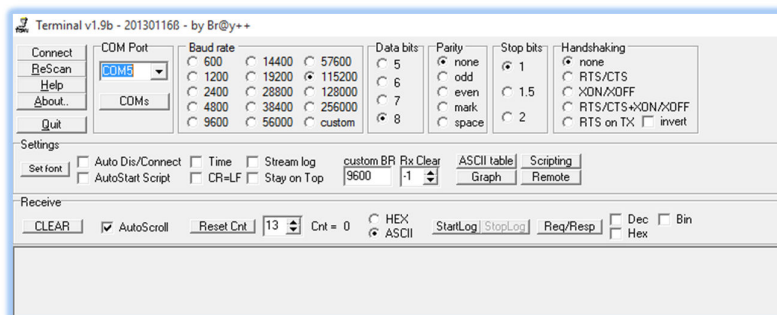 Terminal v1.9b - 20130116ß - by Br@y++
Connect
ReScan
Help
About..
Quit
COM Port
COM5
COMs
Baud rate
600 14400 57600
1200 19200 115200
2400 28800 128000
4800 38400 256000
9600 56000 custom
Data bits
5
6
7
8
Parity
none
odd
even
mark
space
Stop bits
1
1.5
2
Handshaking
none
RTS/CTS
XON/XOFF
RTS/CTS+XON/XOFF
RTS on TX invert
Settings
Set font
Auto Dis/Connect Time Stream log
AutoStart Script CR=LF Stay on Top
custom BR Rx Clear
9600 -1
ASCII table Scripting
Graph Remote
Receive
CLEAR AutoScroll Reset Cnt 13 Cnt = 0
HEX
ASCII
StartLog StopLog Req/Resp
Dec Bin
Hex